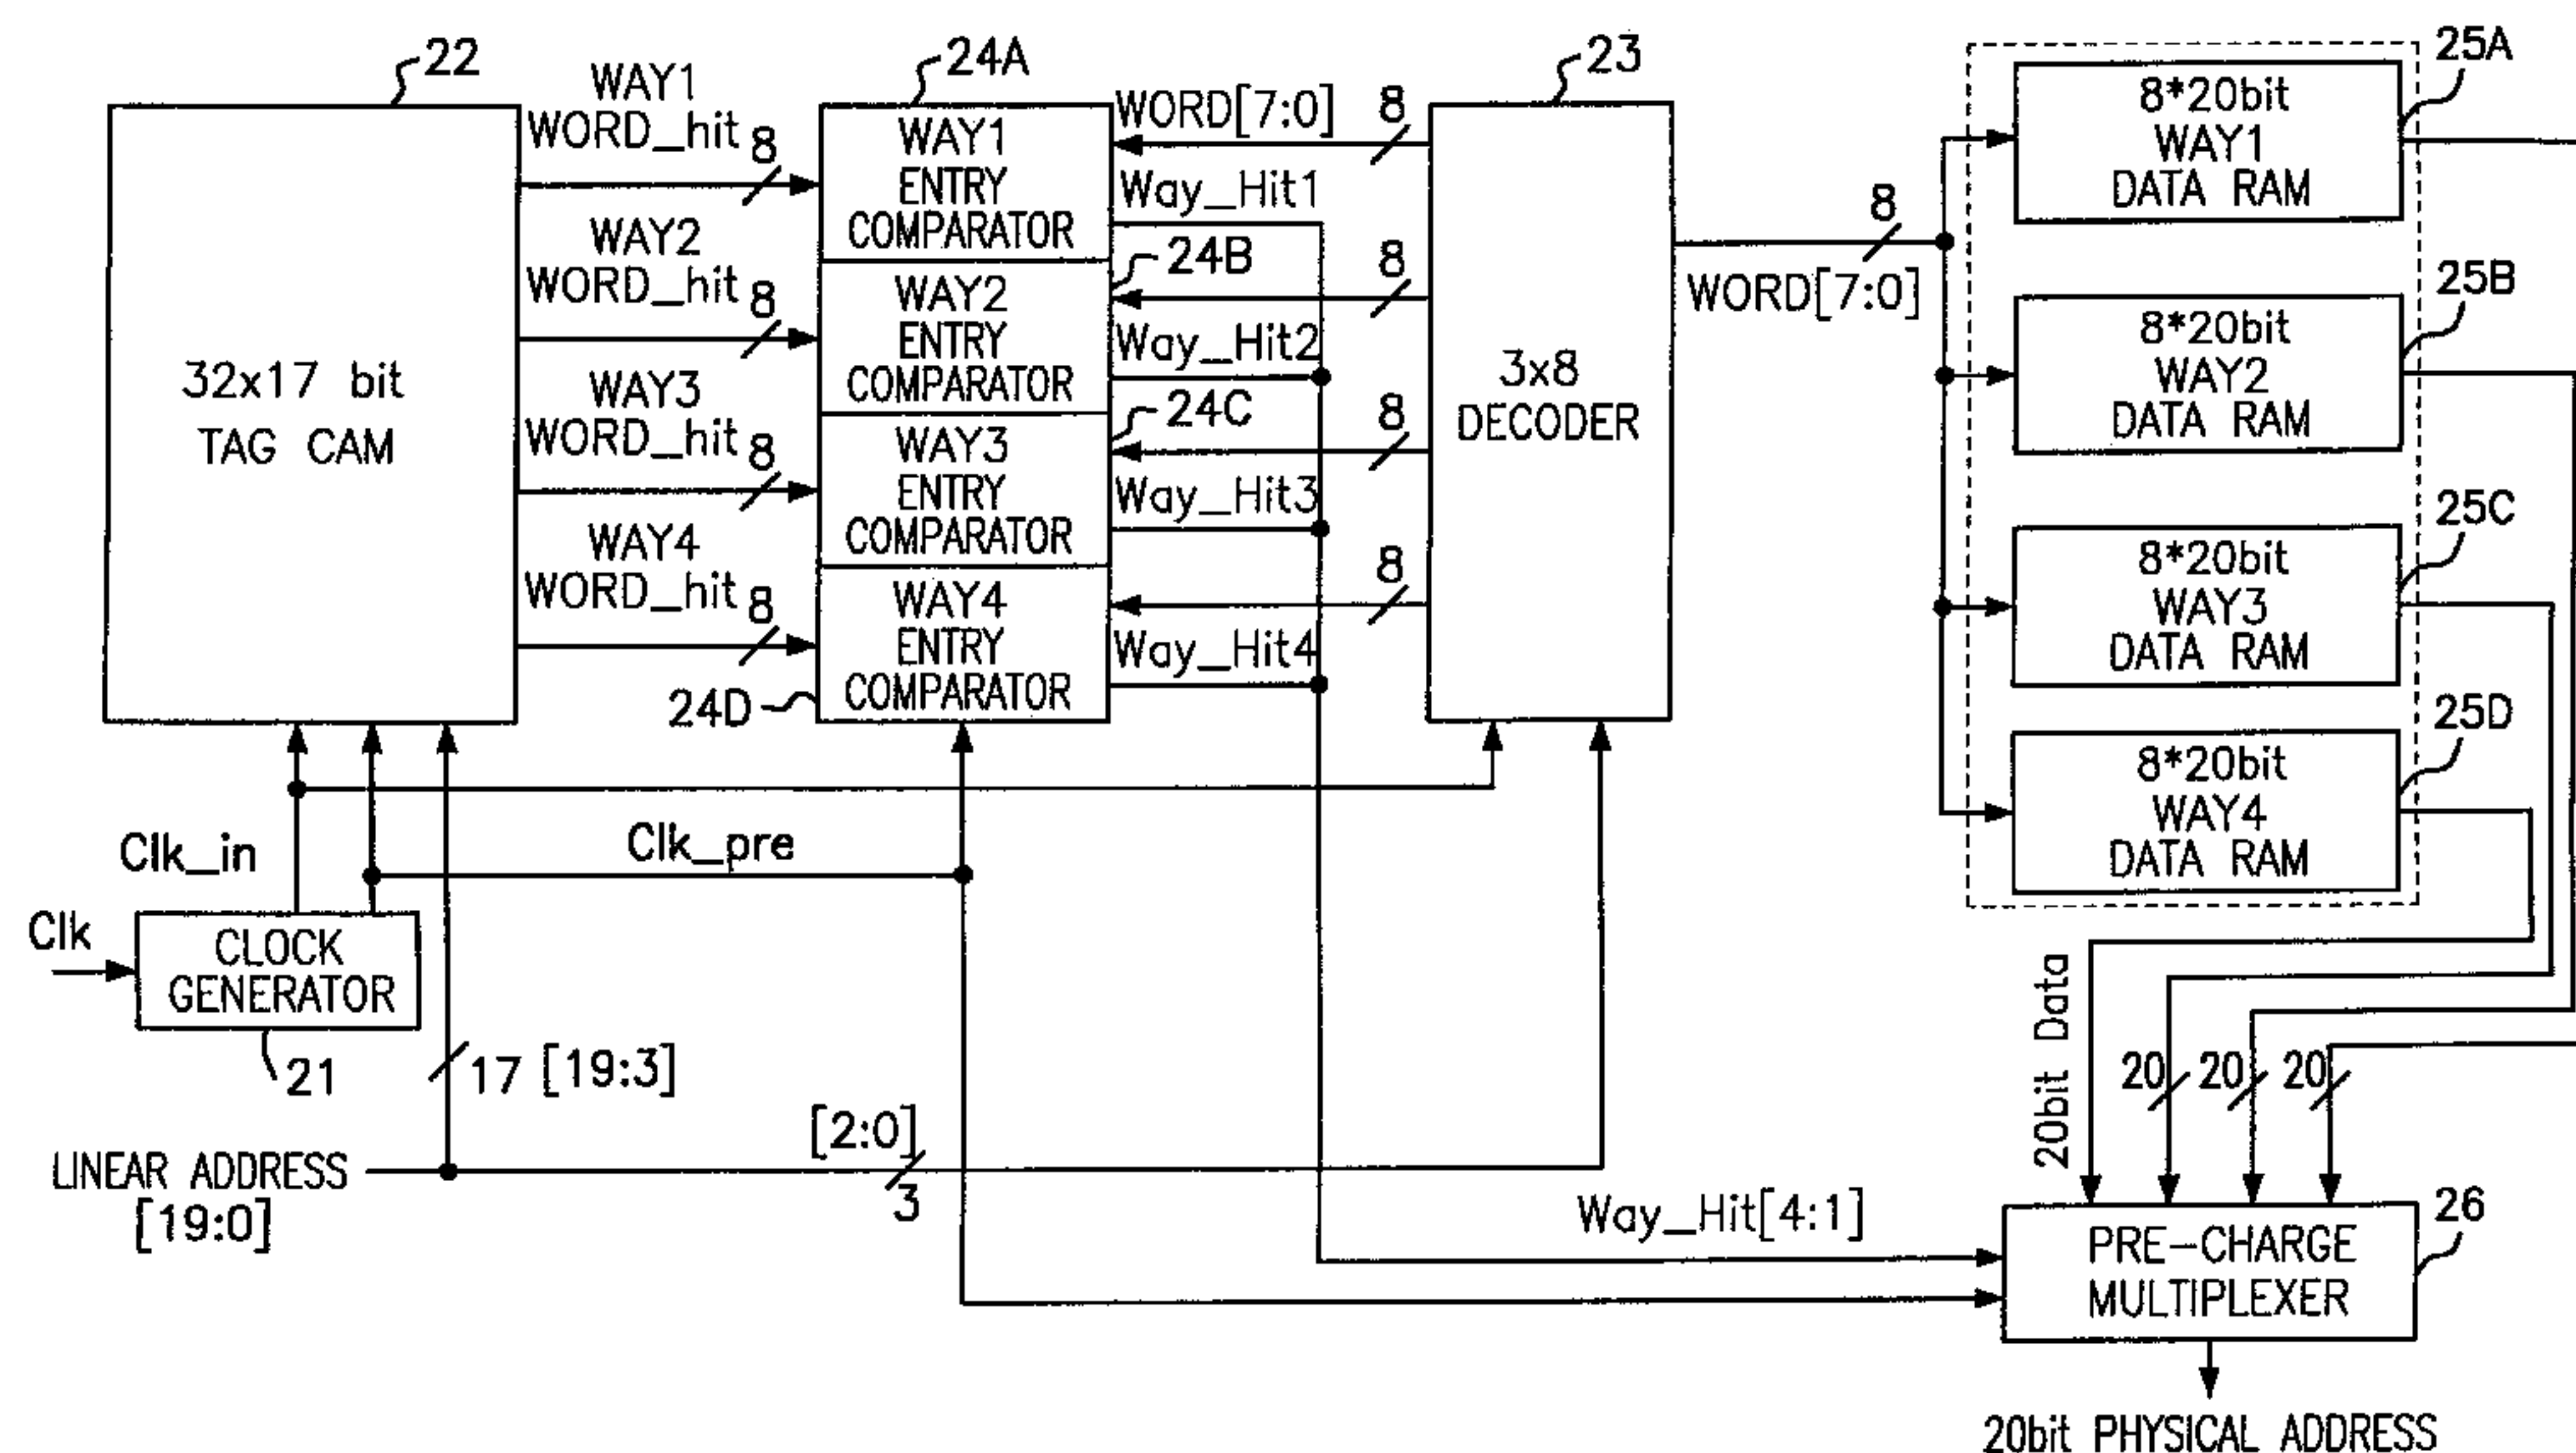 22
WAY1
WORD_hit
8
WAY2
WORD_hit
8
WAY3
WORD_hit
8
WAY4
WORD_hit
8
32x17 bit
TAG CAM
24A
WAY1
ENTRY
COMPARATOR
WAY2
ENTRY
COMPARATOR
WAY3
ENTRY
COMPARATOR
WAY4
ENTRY
COMPARATOR
24D
WORD[7:0]
8
Way_Hit1
24B
8
Way_Hit2
24C
8
Way_Hit3
8
Way_Hit4
23
3x8
DECODER
8
WORD[7:0]
25A
8*20bit
WAY1
DATA RAM
25B
8*20bit
WAY2
DATA RAM
25C
8*20bit
WAY3
DATA RAM
25D
8*20bit
WAY4
DATA RAM
Clk_in
Clk_pre
Clk
CLOCK
GENERATOR
21
17 [19:3]
LINEAR ADDRESS
[19:0]
[2:0]
3
20bit Data
20
20
20
Way_Hit[4:1]
26
PRE-CHARGE
MULTIPLEXER
20bit PHYSICAL ADDRESS